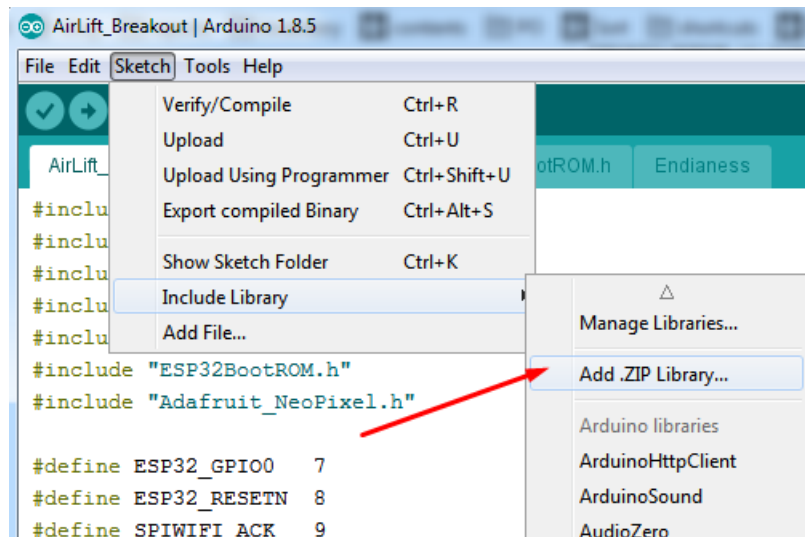 AirLift_Breakout | Arduino 1.8.5
File Edit Sketch Tools Help
Verify/Compile Ctrl+R
Upload Ctrl+U
Upload Using Programmer Ctrl+Shift+U
Export compiled Binary Ctrl+Alt+S
Show Sketch Folder Ctrl+K
Include Library
Add File...
Manage Libraries...
Add .ZIP Library...
Arduino libraries
ArduinoHttpClient
ArduinoSound
AudioZero
AirLift_ otROM.h Endianess
#inclu
#inclu
#inclu
#inclu
#inclu
#include "ESP32BootROM.h"
#include "Adafruit_NeoPixel.h"
#define ESP32_GPIO0 7
#define ESP32_RESETN 8
#define SPIWIFI_ACK 9